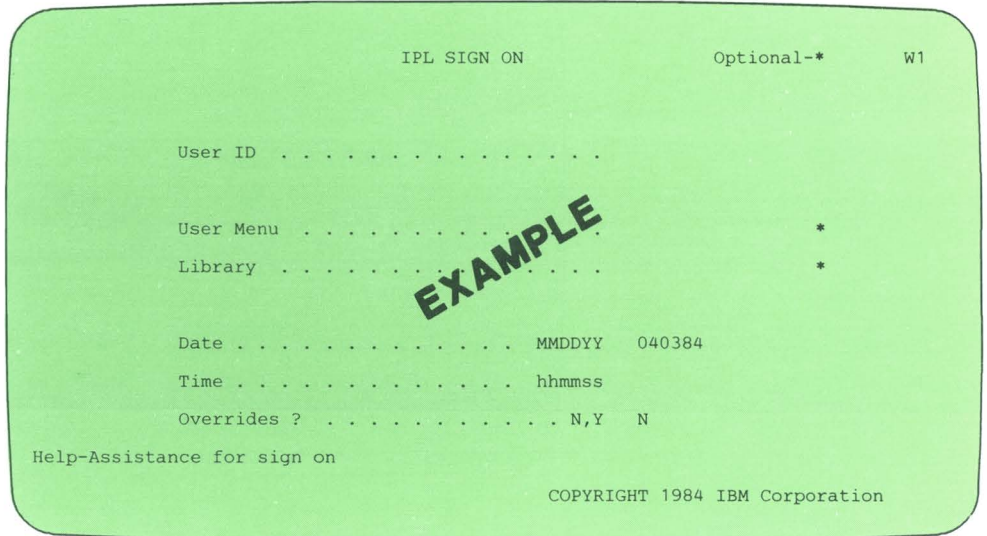 IPL SIGN ON Optional-* W1
User ID . . . . . . . . . . . . . . .
User Menu . . . . . . . . . . . . . . *
Library . . . . . . . . . . . . . . . *
EXAMPLE
Date . . . . . . . . . . . . . MMDDYY 040384
Time . . . . . . . . . . . . . hhmmss
Overrides ? . . . . . . . . . . . N,Y N
Help-Assistance for sign on
COPYRIGHT 1984 IBM Corporation